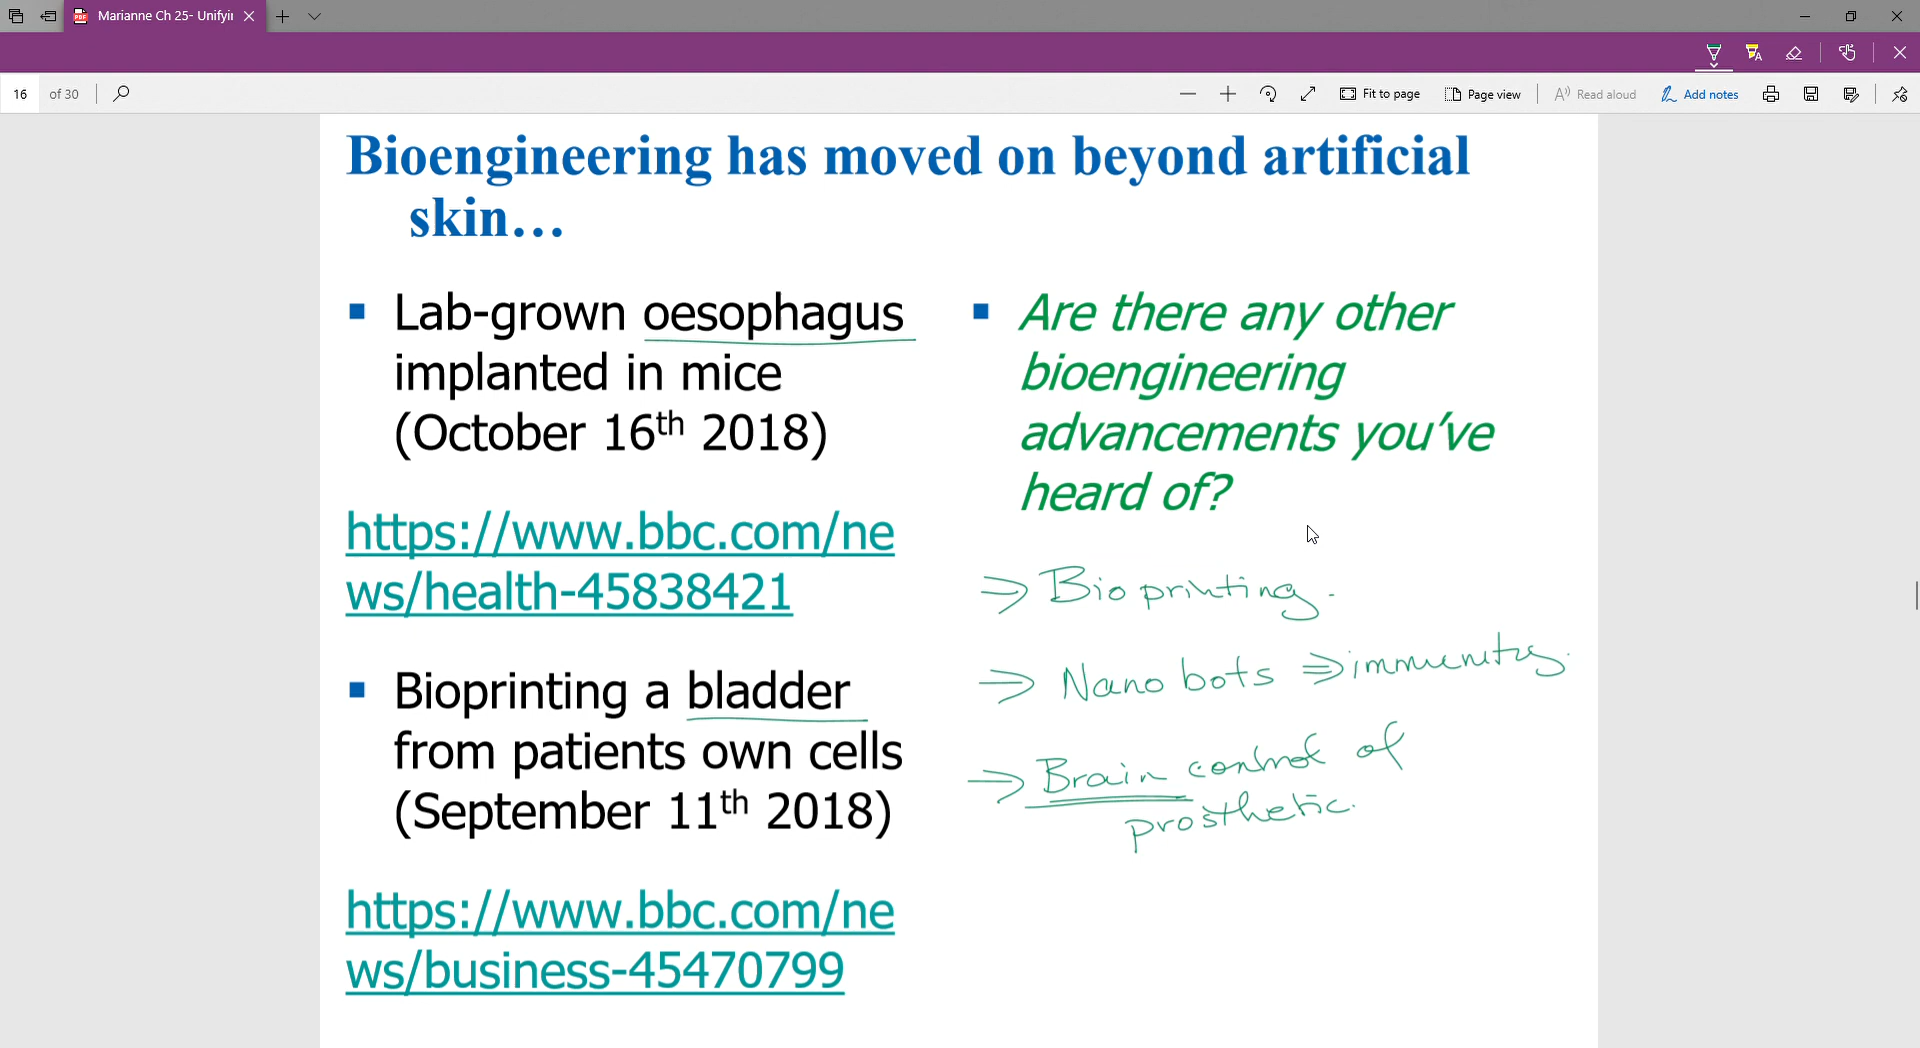 Marianne Ch 25- Unifyin
16 of 30
Fit to page
Page view
Read aloud
Add notes
Bioengineering has moved on beyond artificial
skin…
Lab-grown oesophagus
implanted in mice
(October 16th 2018)
https://www.bbc.com/ne
ws/health-45838421
Bioprinting a bladder
from patients own cells
(September 11th 2018)
https://www.bbc.com/ne
ws/business-45470799
Are there any other
bioengineering
advancements you've
heard of?
⇒ Bioprinting.
⇒ Nano bots ⇒ immunity.
⇒ Brain control of
prosthetic.